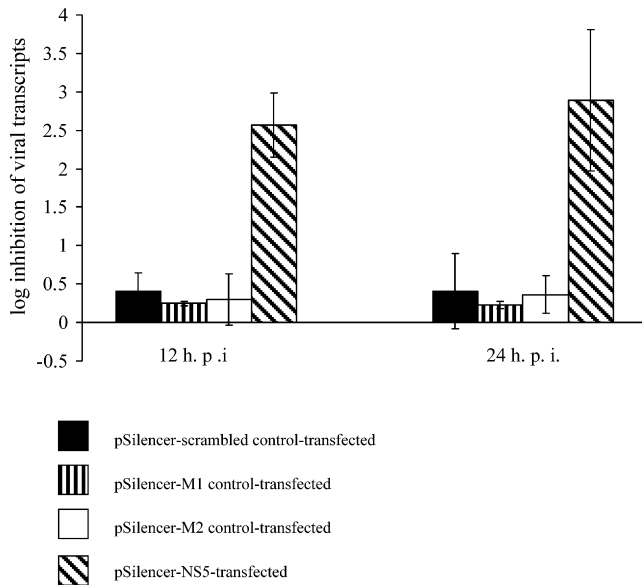 log inhibition of viral transcripts
4
3.5
3
2.5
2
1.5
1
0.5
0
-0.5
12 h. p .i
24 h. p. i.
pSilencer-scrambled control-transfected
pSilencer-M1 control-transfected
pSilencer-M2 control-transfected
pSilencer-NS5-transfected